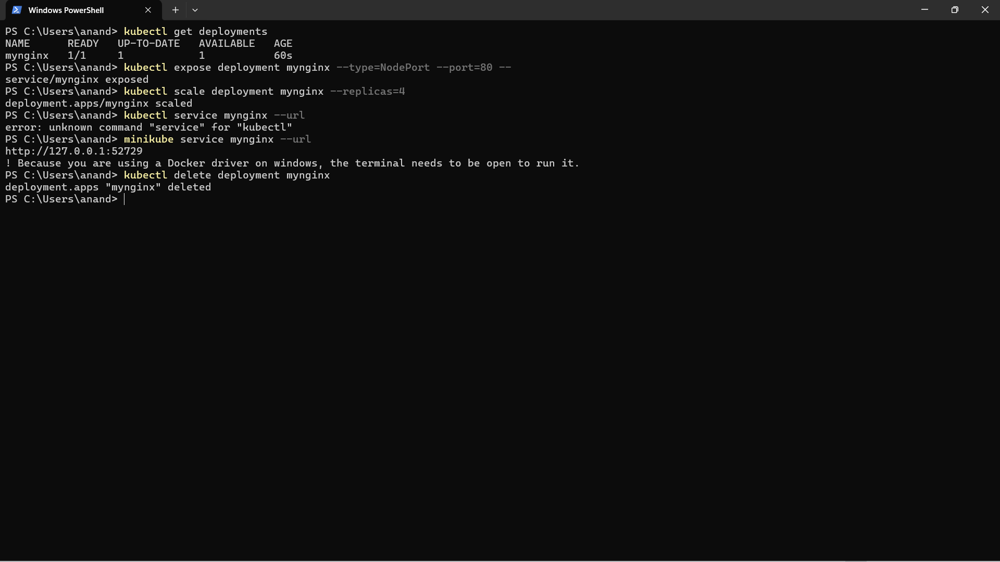 Windows PowerShell
PS C:\Users\anand> kubectl get deployments
NAME      READY   UP-TO-DATE   AVAILABLE   AGE
mynginx   1/1     1            1           60s
PS C:\Users\anand> kubectl expose deployment mynginx --type=NodePort --port=80 --
service/mynginx exposed
PS C:\Users\anand> kubectl scale deployment mynginx --replicas=4
deployment.apps/mynginx scaled
PS C:\Users\anand> kubectl service mynginx --url
error: unknown command "service" for "kubectl"
PS C:\Users\anand> minikube service mynginx --url
http://127.0.0.1:52729
! Because you are using a Docker driver on windows, the terminal needs to be open to run it.
PS C:\Users\anand> kubectl delete deployment mynginx
deployment.apps "mynginx" deleted
PS C:\Users\anand>